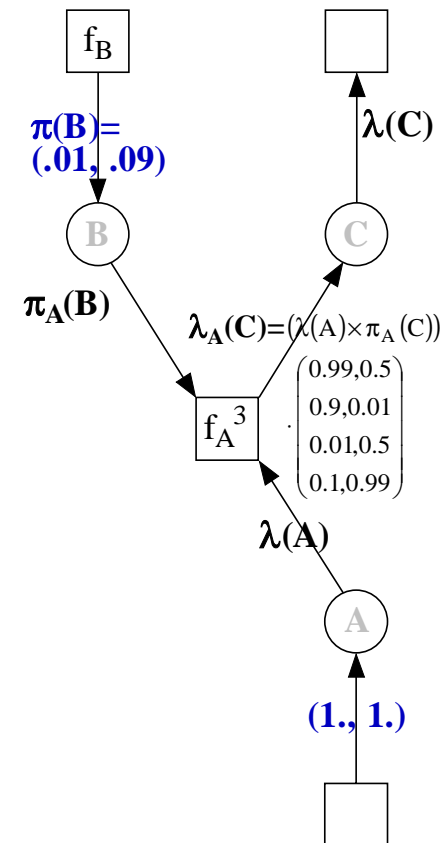 f_B
π(B)=
(.01, .09)
λ(C)
B
C
π_A(B)
λ_A(C)=(λ(A)×π_A(C))
· (0.99,0.5
0.9,0.01
0.01,0.5
0.1,0.99)
f_A^3
λ(A)
A
(1., 1.)